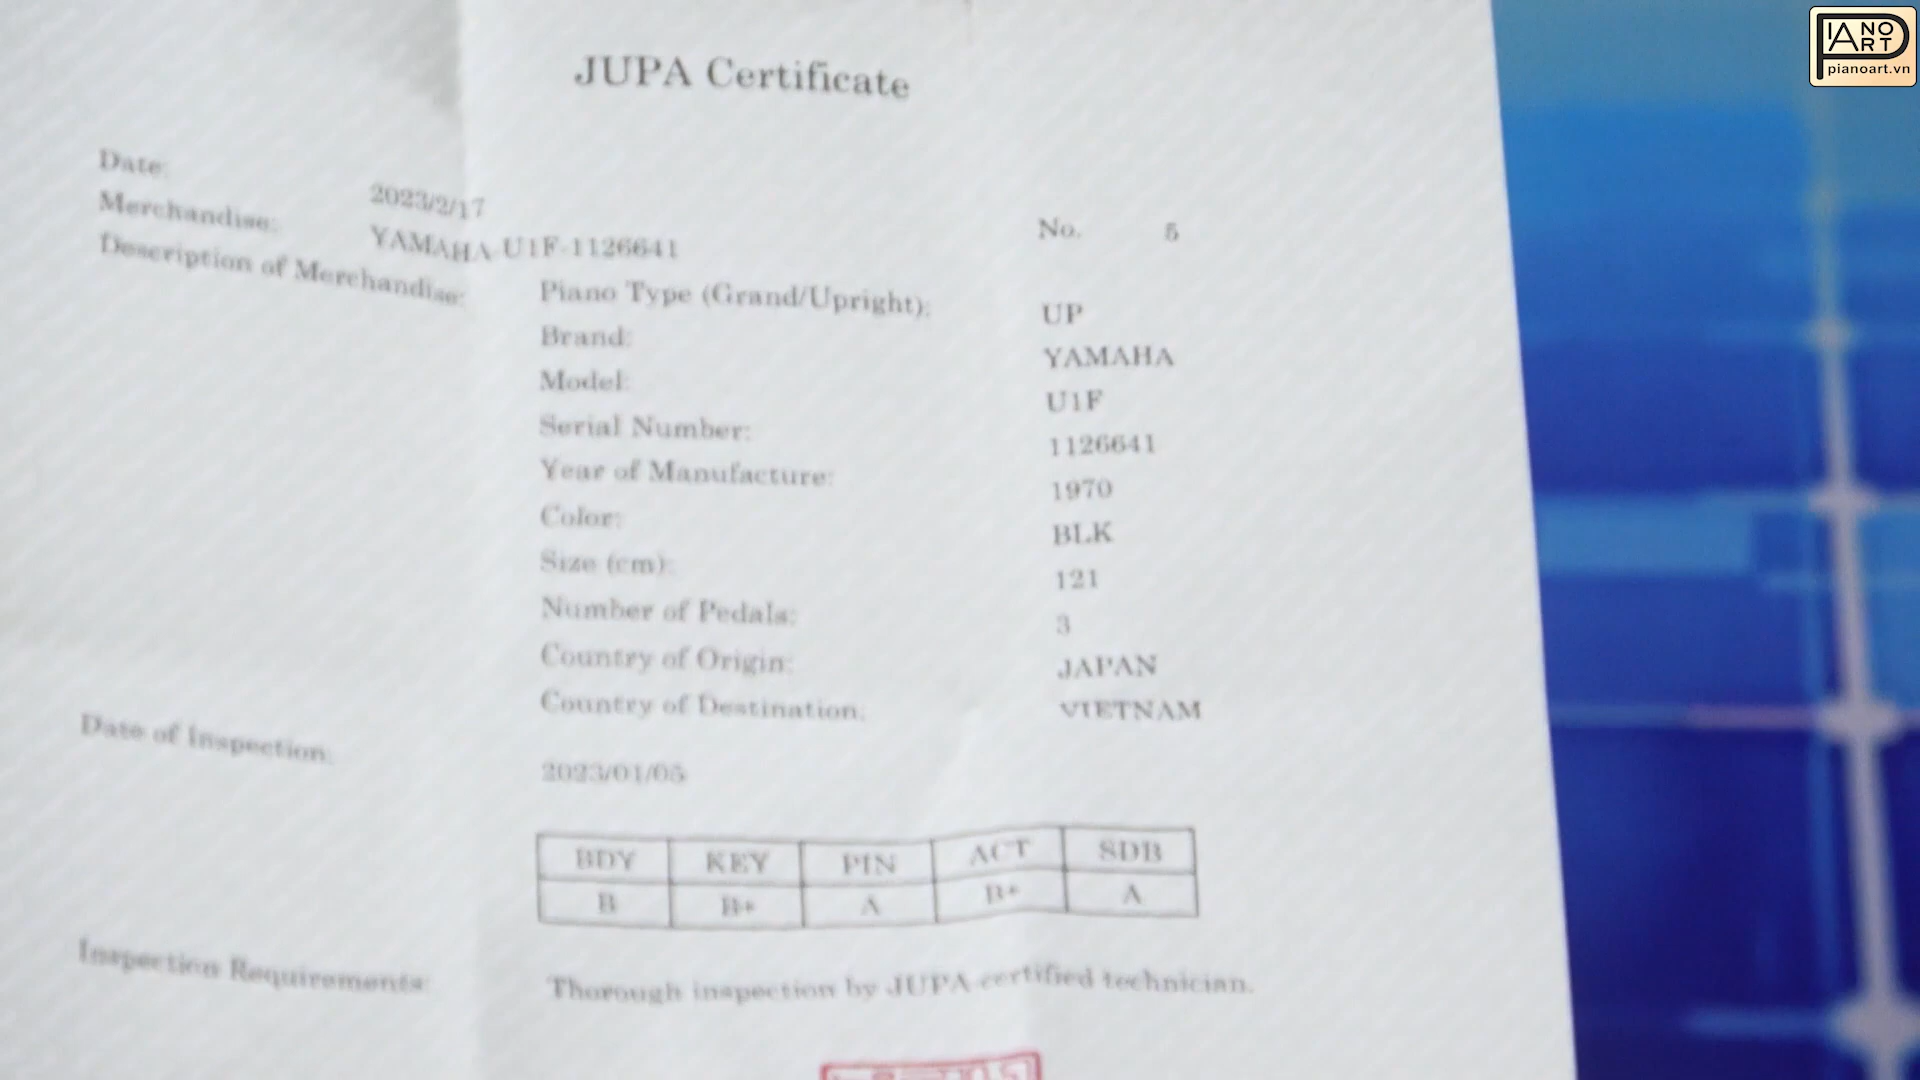 PIANO ART
pianoart.vn
JUPA Certificate
Date: 2023/2/17
No. 5
Merchandise: YAMAHA-U1F-1126641
Description of Merchandise:
Piano Type (Grand/Upright): UP
Brand: YAMAHA
Model: U1F
Serial Number: 1126641
Year of Manufacture: 1970
Color: BLK
Size (cm): 121
Number of Pedals: 3
Country of Origin: JAPAN
Country of Destination: VIETNAM
Date of Inspection: 2023/01/05
BDY KEY PIN ACT SDB
B B+ A B+ A
Inspection Requirements: Thorough inspection by JUPA certified technician.